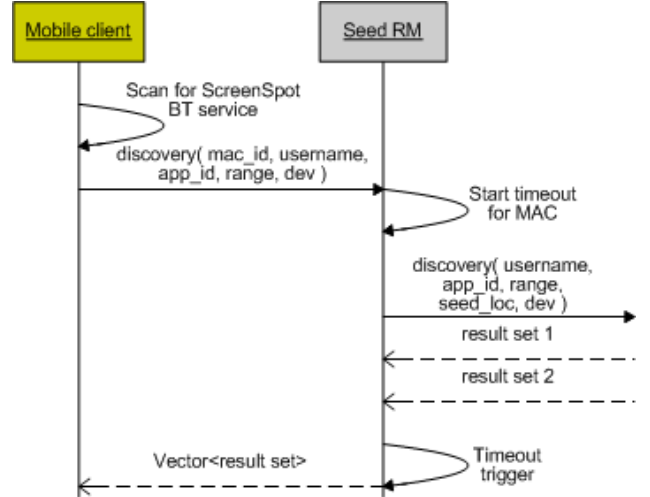 Mobile client
Seed RM
Scan for ScreenSpot
BT service
discovery( mac_id, username,
app_id, range, dev )
Start timeout
for MAC
discovery( username,
app_id, range,
seed_loc, dev )
result set 1
result set 2
Vector<result set>
Timeout
trigger